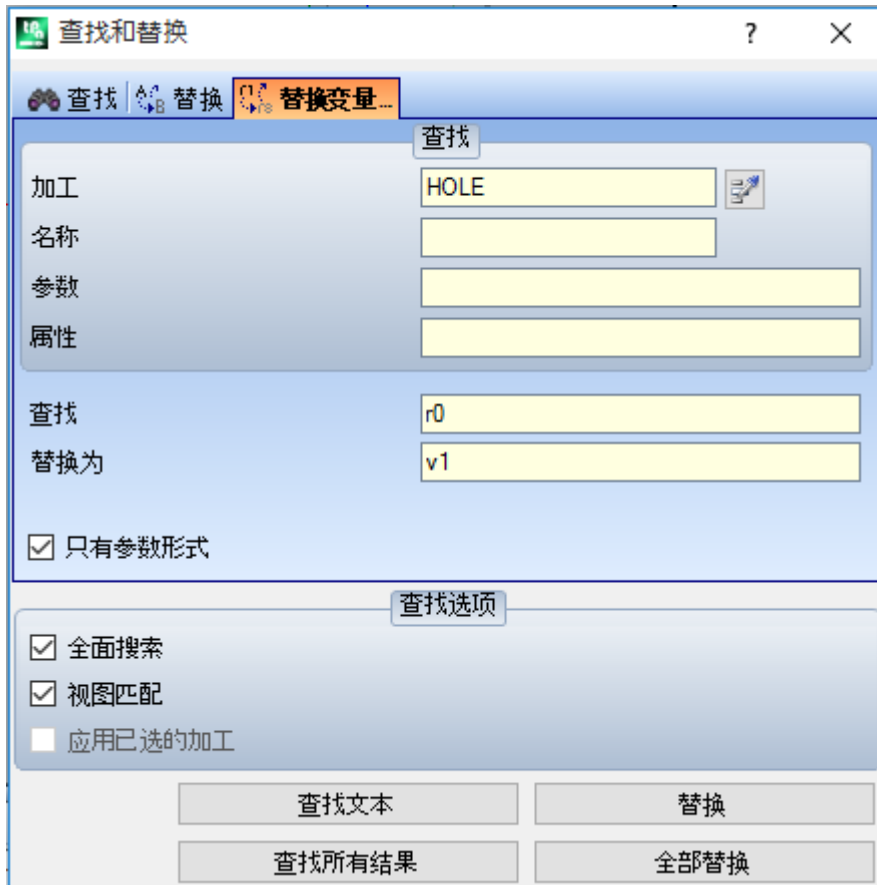 查找和替换 ?
查找 替换 替换变量...
查找
加工 HOLE
名称
参数
属性
查找 r0
替换为 v1
只有参数形式
查找选项
全面搜索
视图匹配
应用已选的加工
查找文本 替换
查找所有结果 全部替换